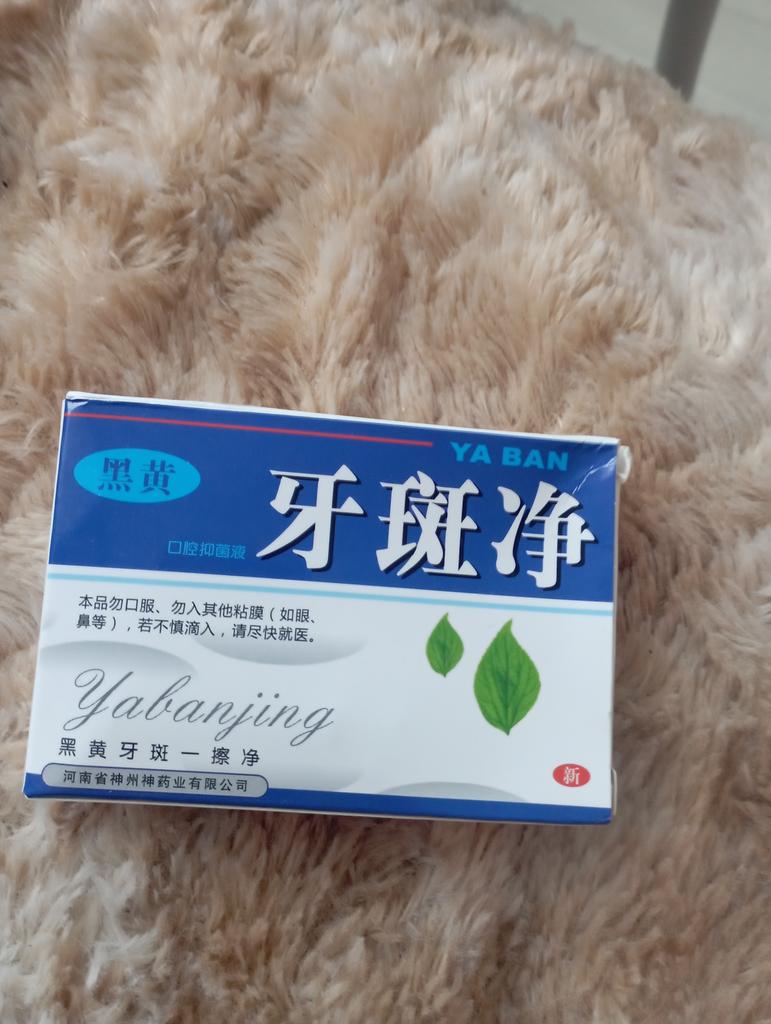 YA BAN
黑黄
牙斑净
口腔抑菌液
本品勿口服、勿入其他粘膜（如眼、
鼻等），若不慎滴入，请尽快就医。
Yabanjing
黑黄牙斑一擦净
河南省神州神药业有限公司
新